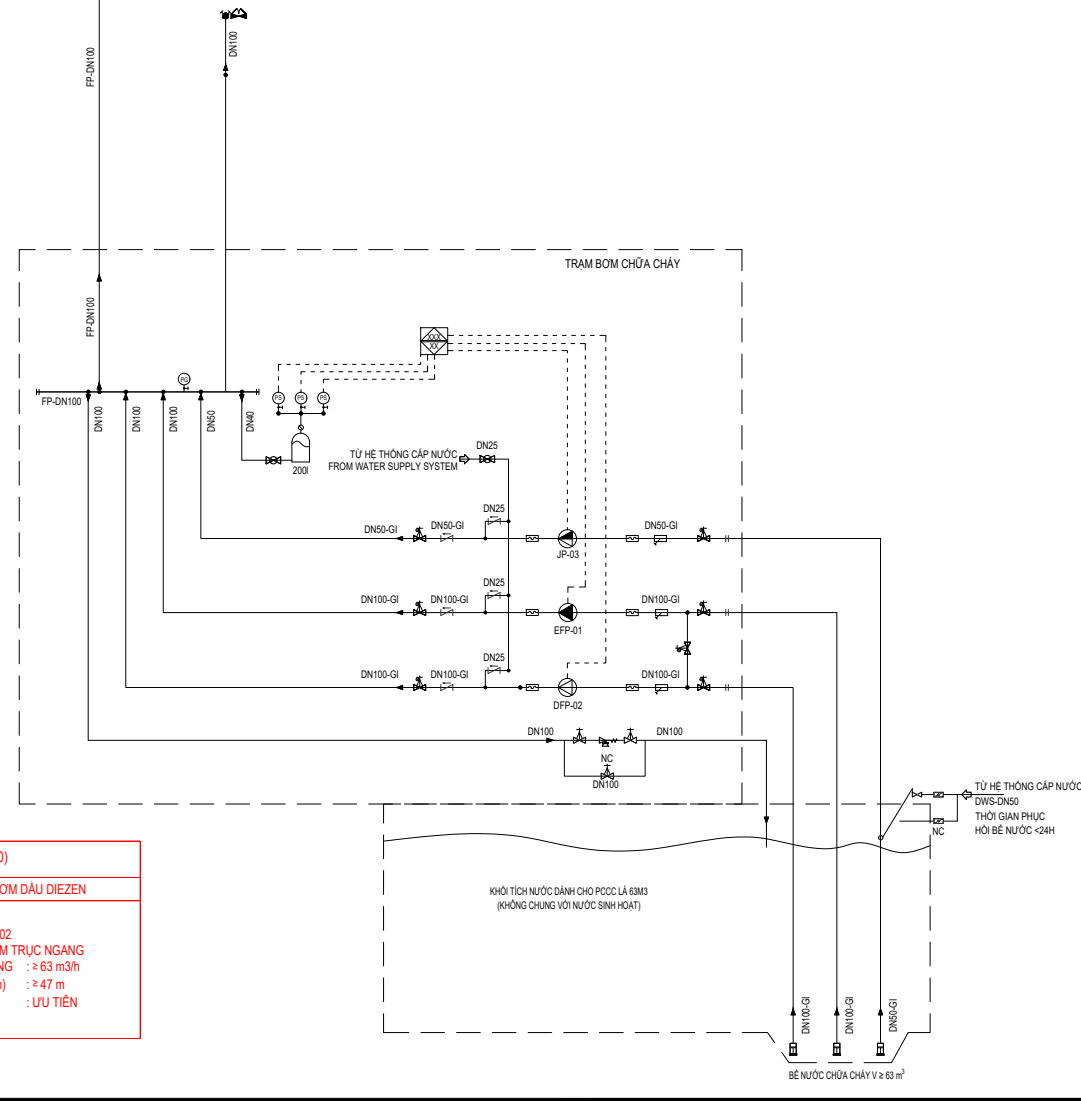 FP-DN100
DN100
TRẠM BƠM CHỮA CHÁY
FP-DN100
XXX
XX
PG
PS
PS
PS
FP-DN100
DN100
DN100
DN100
DN50
DN40
200l
TỪ HỆ THỐNG CẤP NƯỚC
FROM WATER SUPPLY SYSTEM
DN25
DN25
DN50-GI
DN50-GI
DN50-GI
JP-03
DN25
DN100-GI
DN100-GI
DN100-GI
EFP-01
DN25
DN100-GI
DN100-GI
DN100-GI
DFP-02
DN100
DN100
NC
DN100
TỪ HỆ THỐNG CẤP NƯỚC
DWS-DN50
THỜI GIAN PHỤC
HỒI BỂ NƯỚC <24H
NC
0)
ƠM DẦU DIEZEN
02
M TRỤC NGANG
NG : ≥ 63 m3/h
) : ≥ 47 m
: ƯU TIÊN
KHỐI TÍCH NƯỚC DÀNH CHO PCCC LÀ 63M3
(KHÔNG CHUNG VỚI NƯỚC SINH HOẠT)
DN100-GI
DN100-GI
DN50-GI
BỂ NƯỚC CHỮA CHÁY V ≥ 63 m³